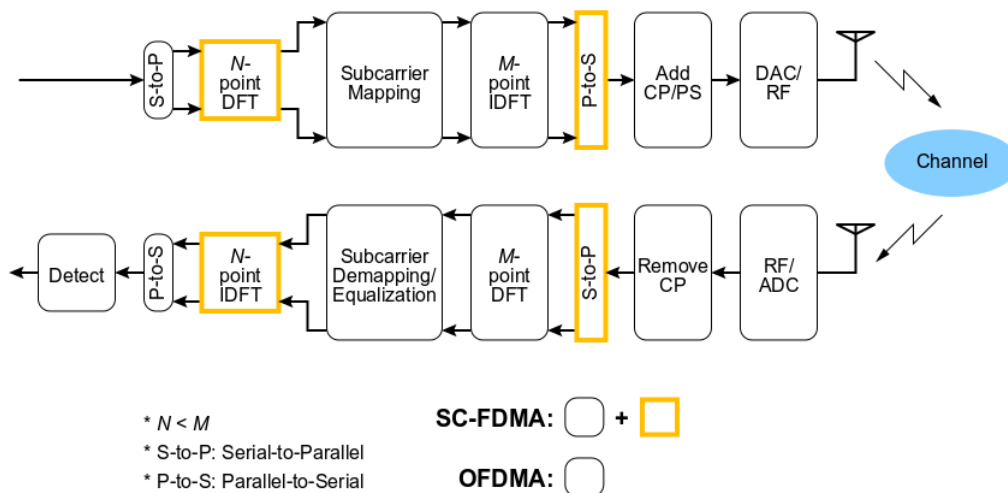 S-to-P
N-
point
DFT
Subcarrier
Mapping
M-
point
IDFT
P-to-S
Add
CP/PS
DAC/
RF
Channel
Detect
P-to-S
N-
point
IDFT
Subcarrier
Demapping/
Equalization
M-
point
DFT
S-to-P
Remove
CP
RF/
ADC
* N < M
* S-to-P: Serial-to-Parallel
* P-to-S: Parallel-to-Serial
SC-FDMA: +
OFDMA: